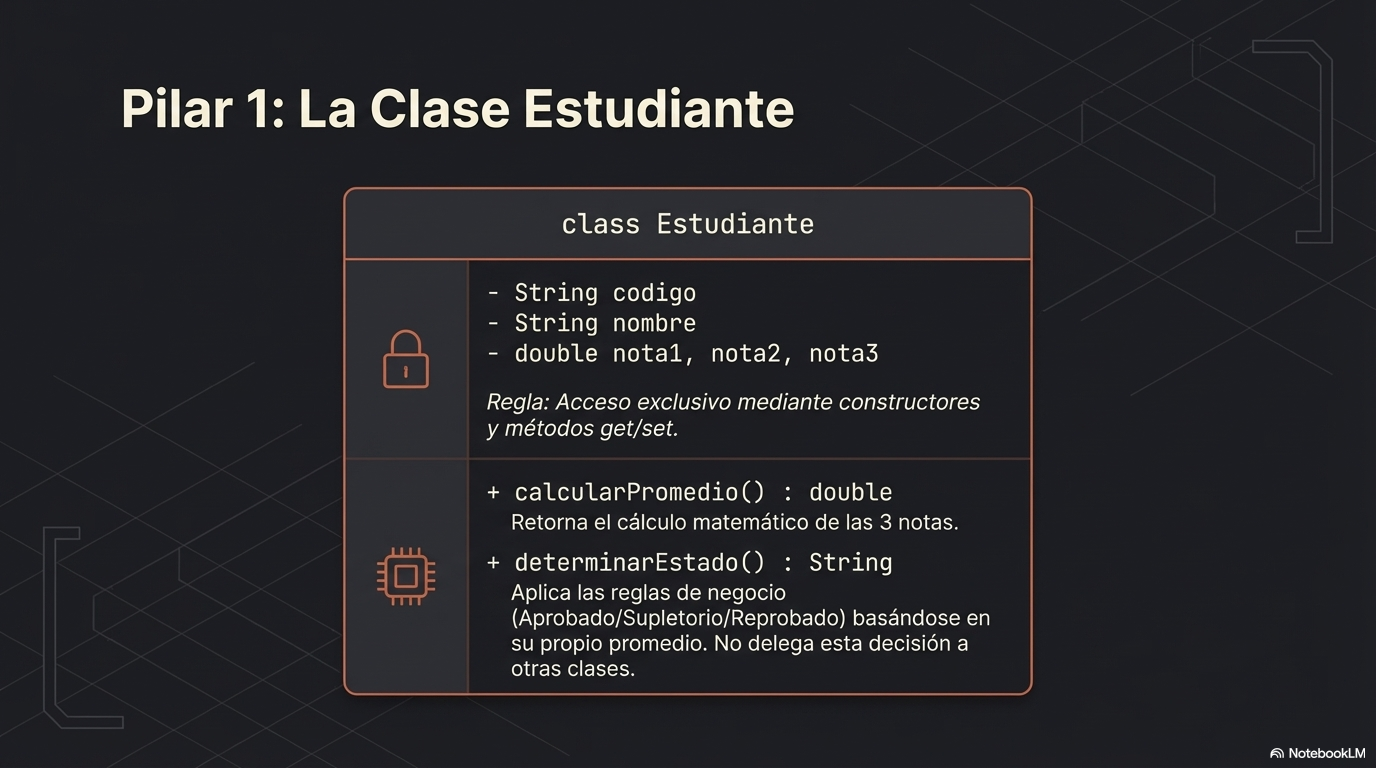 Pilar 1: La Clase Estudiante
class Estudiante
- String codigo
- String nombre
- double nota1, nota2, nota3
Regla: Acceso exclusivo mediante constructores
y métodos get/set.
+ calcularPromedio() : double
Retorna el cálculo matemático de las 3 notas.
+ determinarEstado() : String
Aplica las reglas de negocio
(Aprobado/Supletorio/Reprobado) basándose en
su propio promedio. No delega esta decisión a
otras clases.
NotebookLM